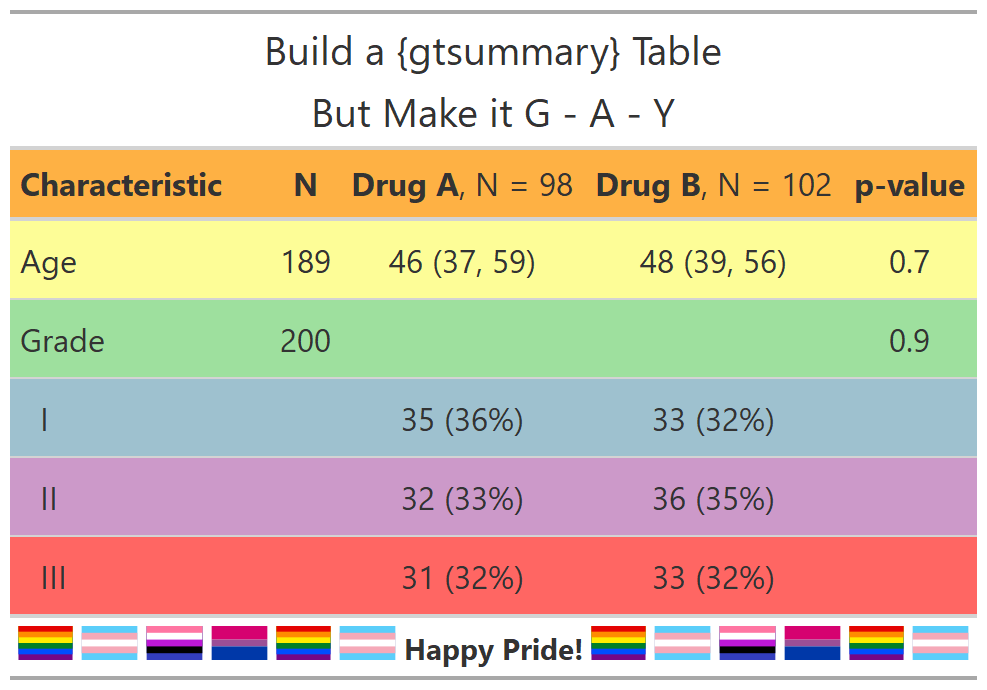 Build a {gtsummary} Table
But Make it G - A - Y
Characteristic N Drug A, N = 98 Drug B, N = 102 p-value
Age 189 46 (37, 59) 48 (39, 56) 0.7
Grade 200 0.9
I 35 (36%) 33 (32%)
II 32 (33%) 36 (35%)
III 31 (32%) 33 (32%)
Happy Pride!